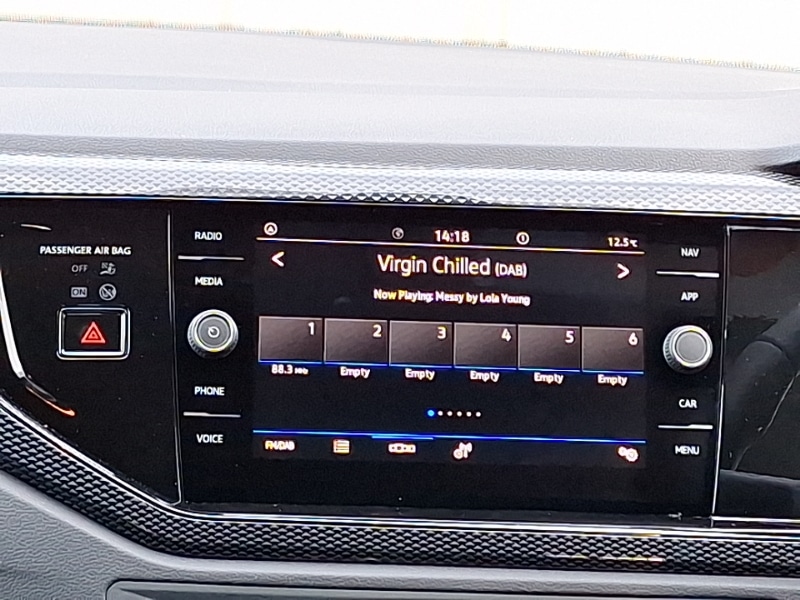 PASSENGER AIR BAG
OFF
ON
RADIO
MEDIA
PHONE
VOICE
14:18
12.5°C
< Virgin Chilled (DAB) >
Now Playing: Messy by Lola Young
1 2 3 4 5 6
88.3 MHz Empty Empty Empty Empty Empty
FM/DAB
NAV
APP
CAR
MENU